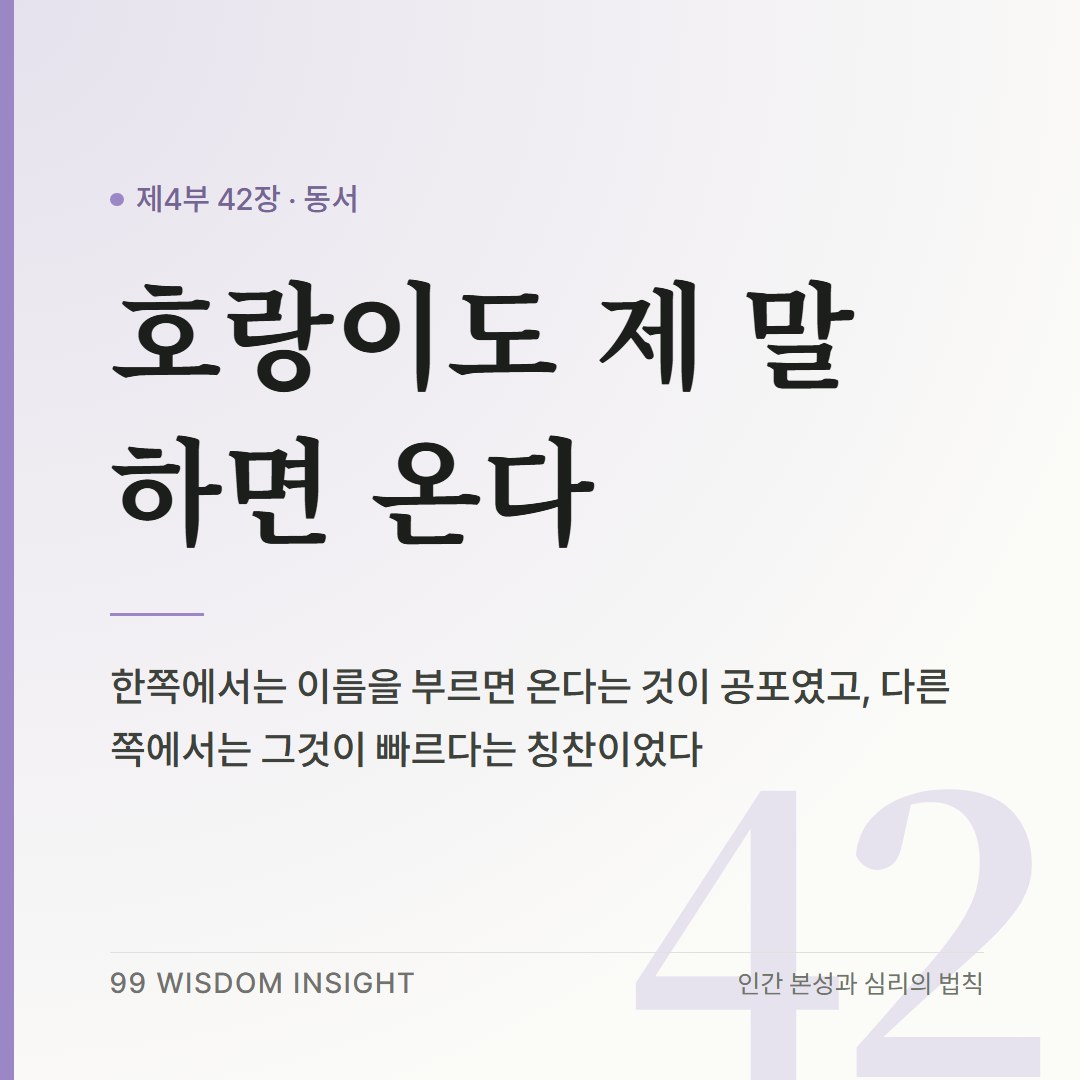 제4부 42장 · 동서
호랑이도 제 말
하면 온다
한쪽에서는 이름을 부르면 온다는 것이 공포였고, 다른
쪽에서는 그것이 빠르다는 칭찬이었다
42
99 WISDOM INSIGHT
인간 본성과 심리의 법칙